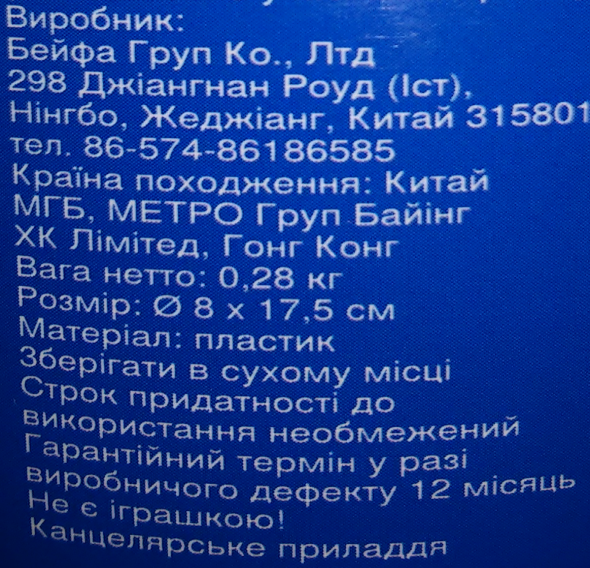 Виробник:
Бейфа Груп Ко., Лтд
298 Джіангнан Роуд (Іст),
Нінгбо, Жеджіанг, Китай 315801
тел. 86-574-86186585
Країна походження: Китай
МГБ, МЕТРО Груп Байінг
ХК Лімітед, Гонг Конг
Вага нетто: 0,28 кг
Розмір: Ø 8 x 17,5 см
Матеріал: пластик
Зберігати в сухому місці
Строк придатності до
використання необмежений
Гарантійний термін у разі
виробничого дефекту 12 місяць
Не є іграшкою!
Канцелярське приладдя